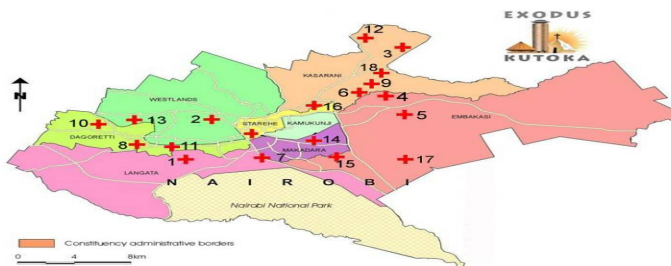 EXODUS
KUTOKA
12
3
KASARANI
18
9
6
4
WESTLANDS
N
10
13
2
16
5
STAREHE
KAMUKUNJI
EMBAKASI
DAGORETTI
8
11
14
MAKADARA
1
7
15
17
LANGATA
N A I R O B I
Nairobi National Park
Constituency administrative borders
0 4 8km